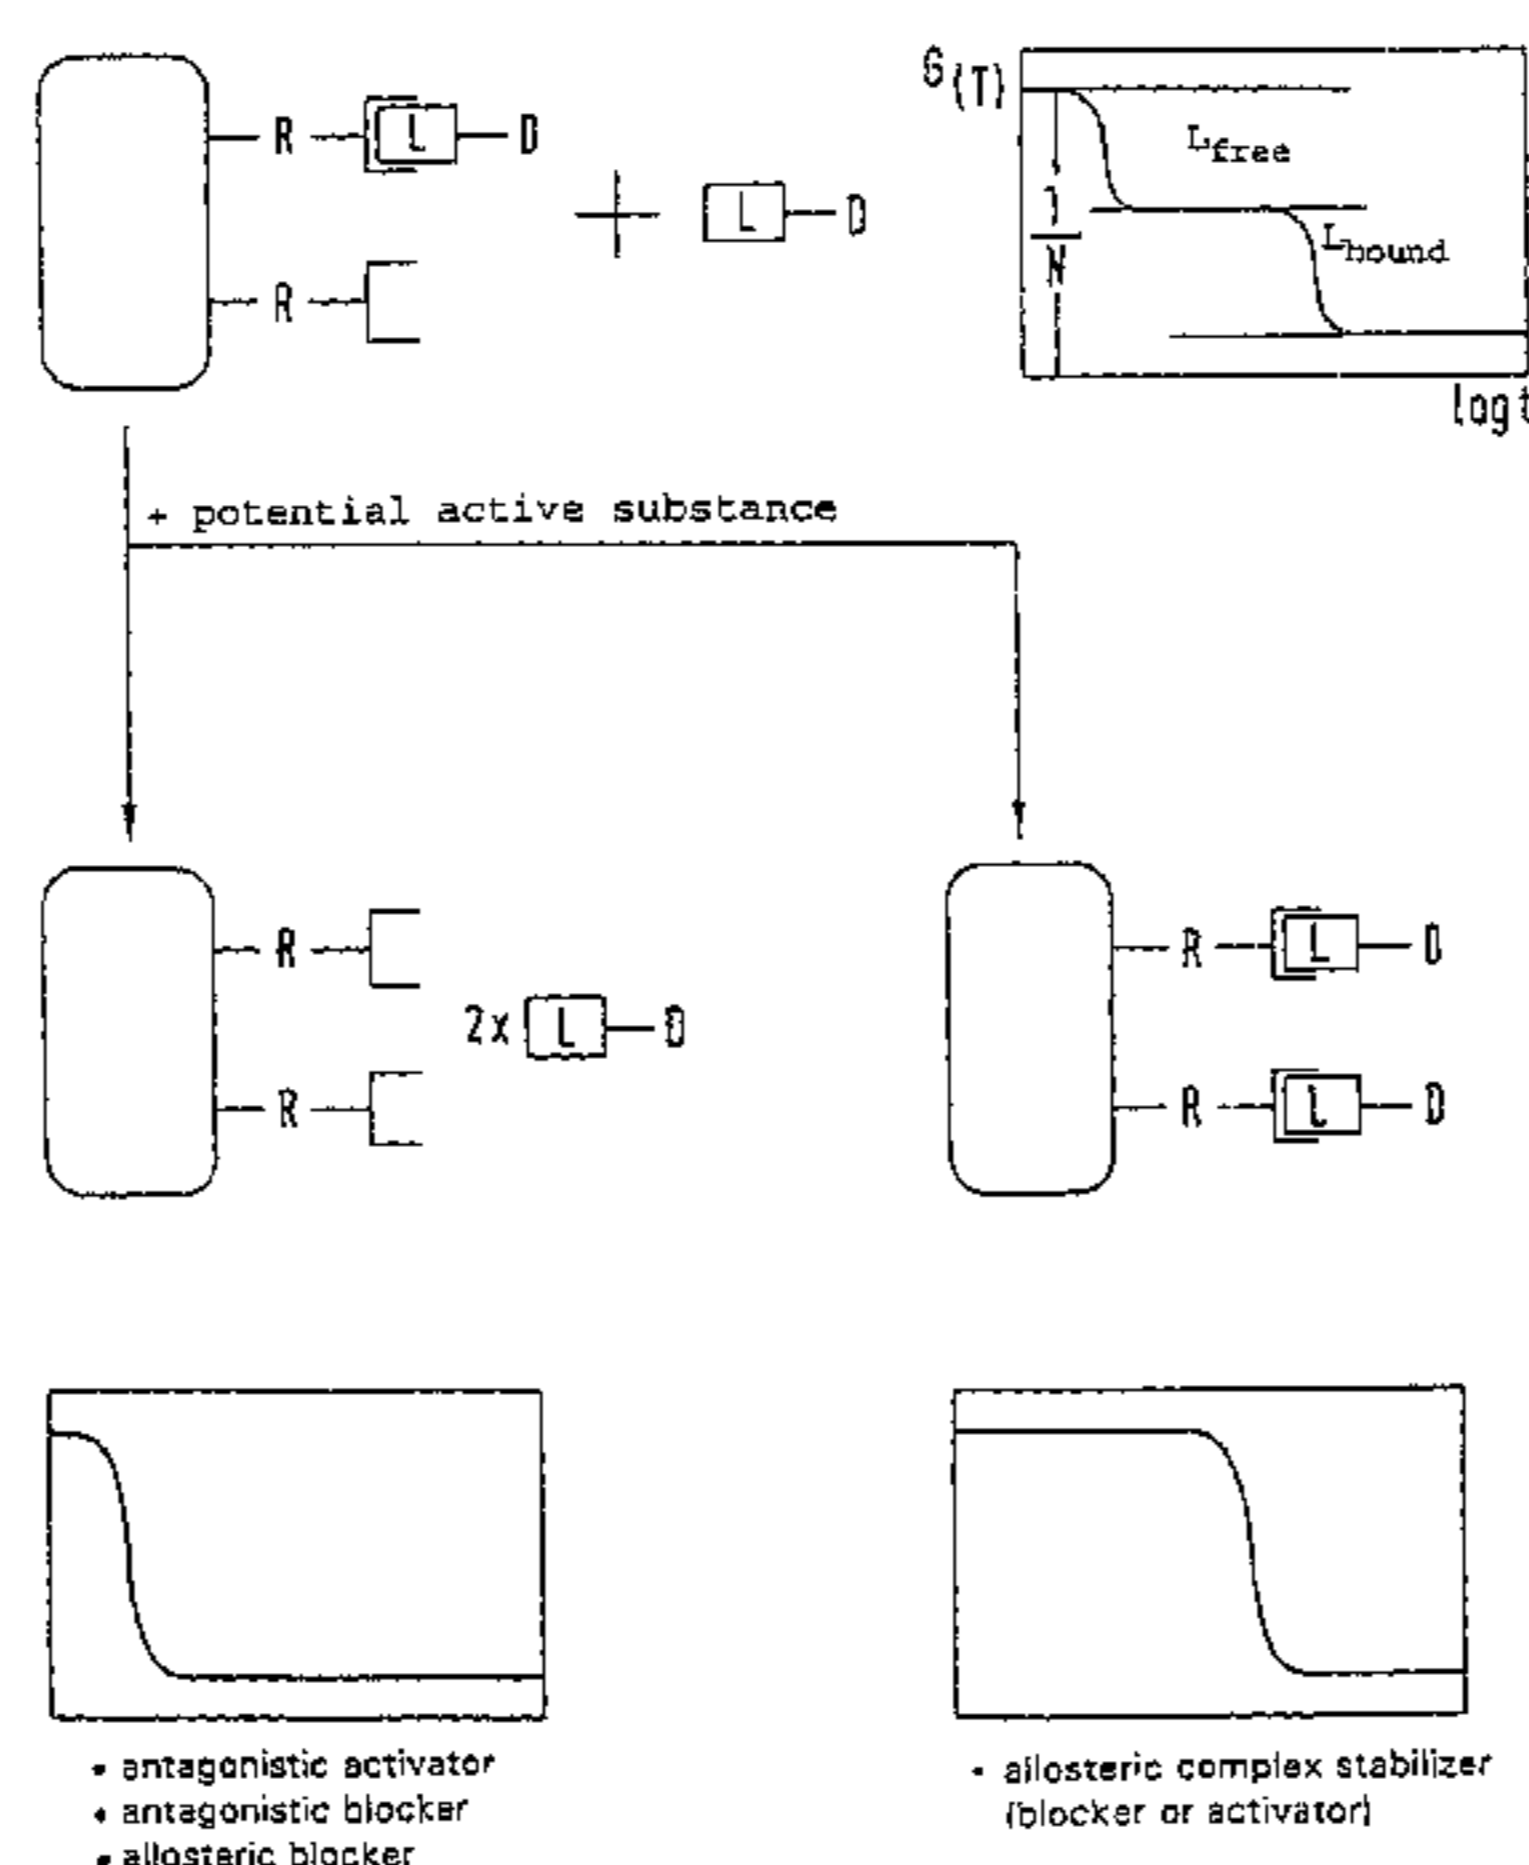 R
L
D
L
D
R
G(T)
1
N
Lfree
Lbound
log t
+ potential active substance
R
2x
L
D
R
R
L
D
R
L
D
• antagonistic activator
• antagonistic blocker
• allosteric blocker
• allosteric complex stabilizer
(blocker or activator)